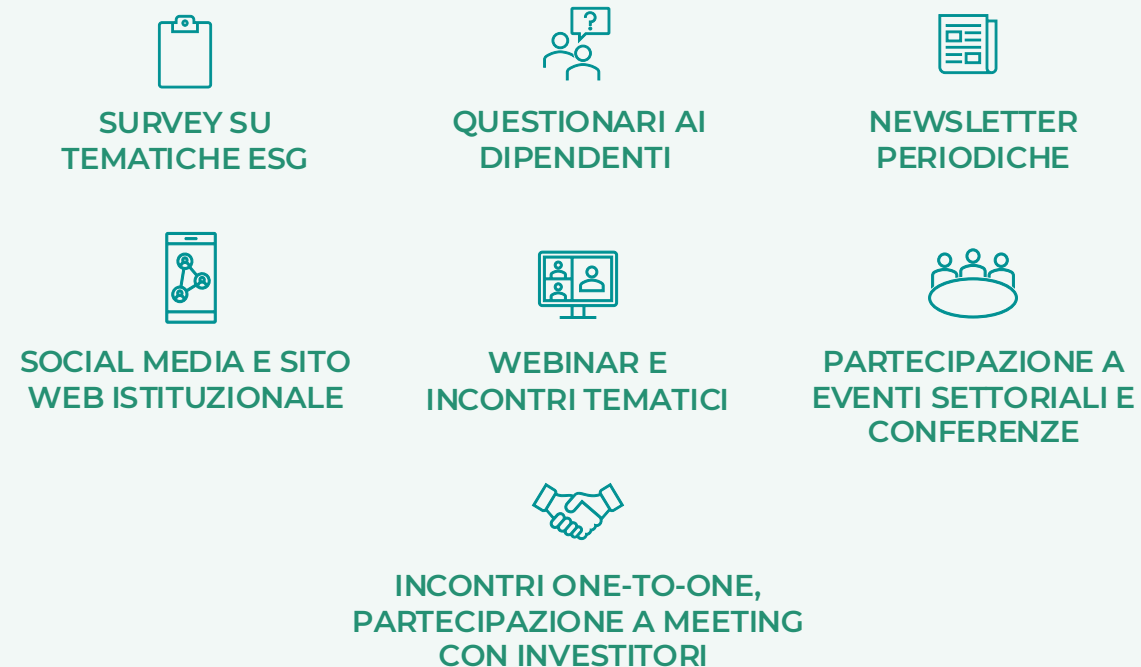 ?
SURVEY SU
TEMATICHE ESG
QUESTIONARI AI
DIPENDENTI
NEWSLETTER
PERIODICHE
SOCIAL MEDIA E SITO
WEB ISTITUZIONALE
WEBINAR E
INCONTRI TEMATICI
PARTECIPAZIONE A
EVENTI SETTORIALI E
CONFERENZE
INCONTRI ONE-TO-ONE,
PARTECIPAZIONE A MEETING
CON INVESTITORI